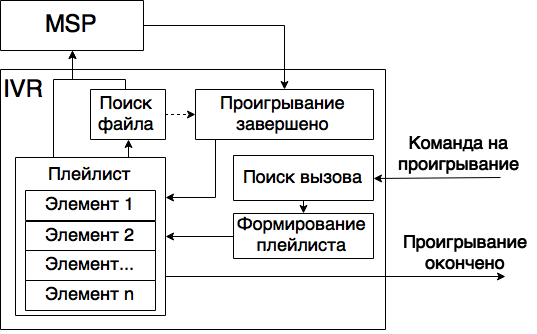 MSP
IVR
Поиск
файла
Проигрывание
завершено
Команда на
проигрывание
Плейлист
Поиск вызова
Элемент 1
Элемент 2
Формирование
плейлиста
Элемент...
Элемент n
Проигрывание
окончено